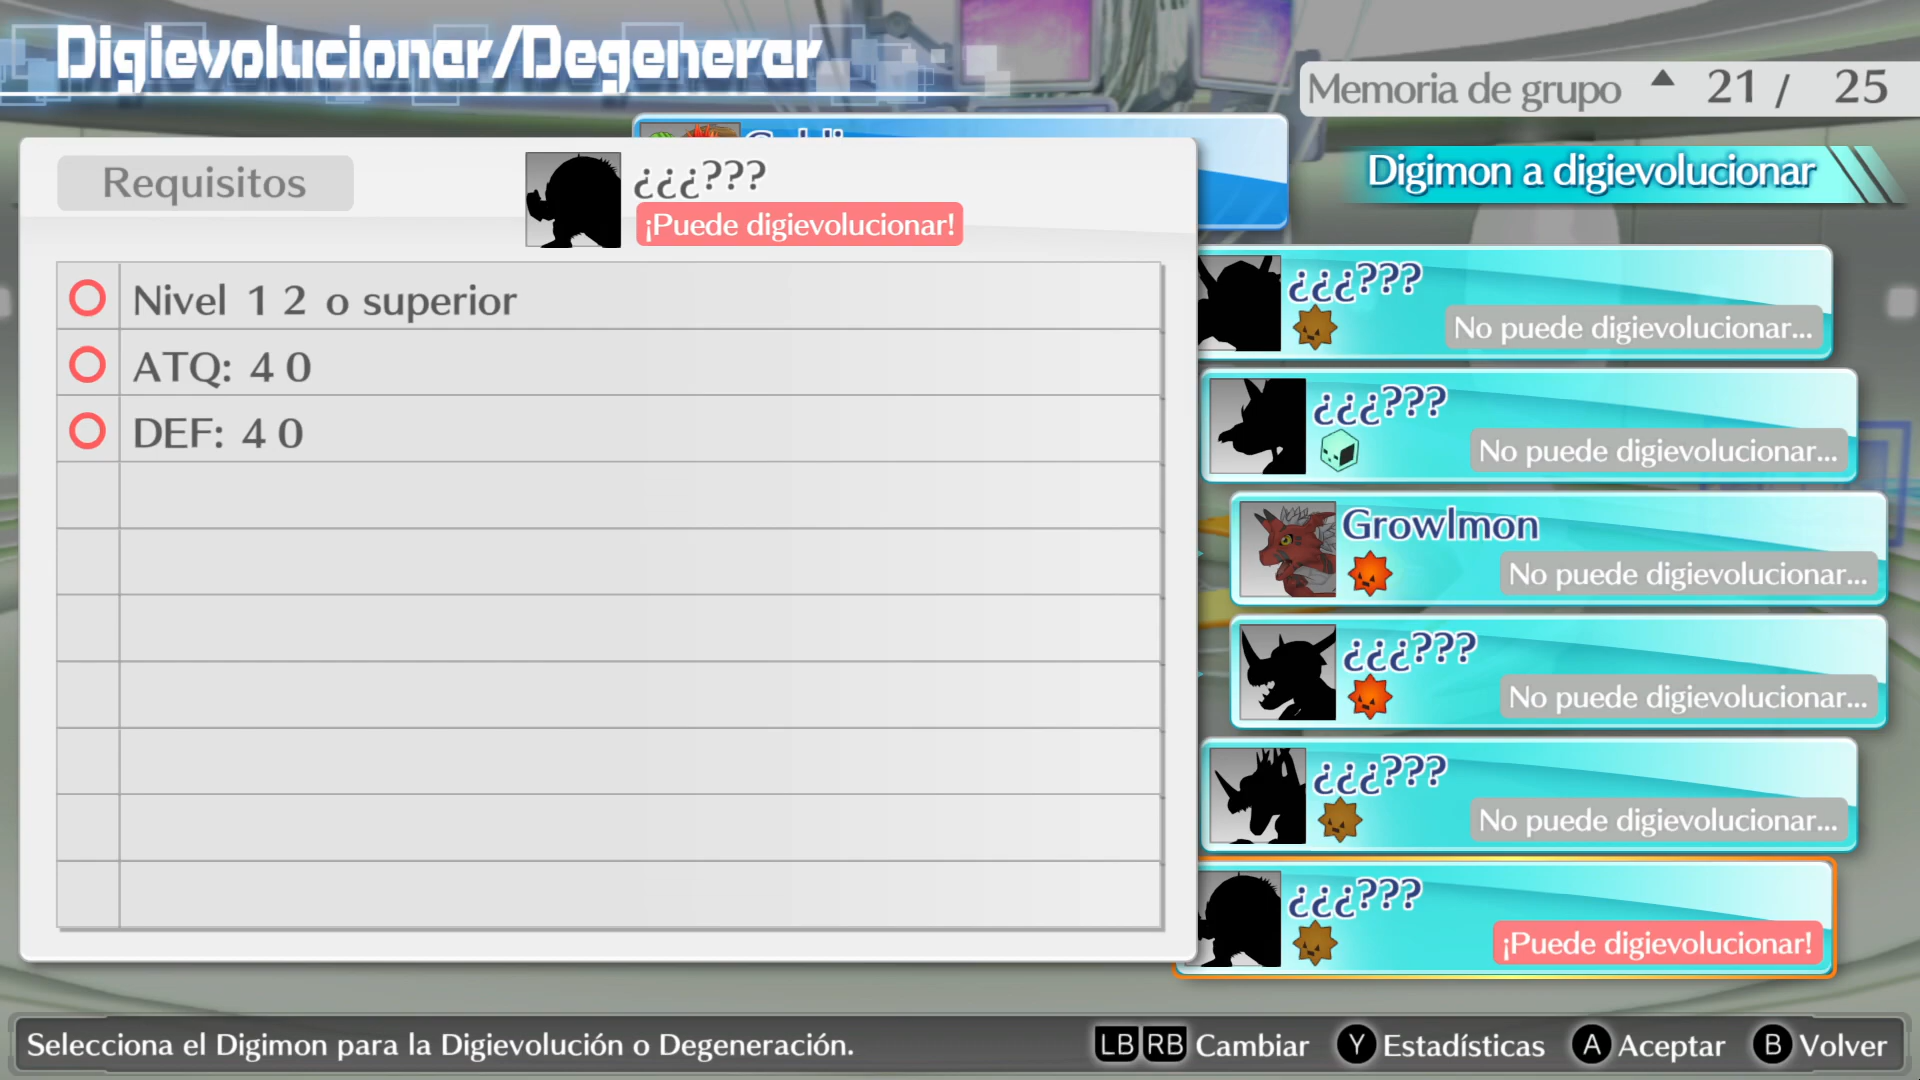 Digievolucionar/Degenerar
Memoria de grupo ▲ 21 / 25
Digimon a digievolucionar
Requisitos
¿¿¿???
¡Puede digievolucionar!
Nivel 12 o superior
ATQ: 40
DEF: 40
¿¿¿???
No puede digievolucionar...
¿¿¿???
No puede digievolucionar...
Growlmon
No puede digievolucionar...
¿¿¿???
No puede digievolucionar...
¿¿¿???
No puede digievolucionar...
¿¿¿???
¡Puede digievolucionar!
Selecciona el Digimon para la Digievolución o Degeneración.
LB RB Cambiar Y Estadísticas A Aceptar B Volver